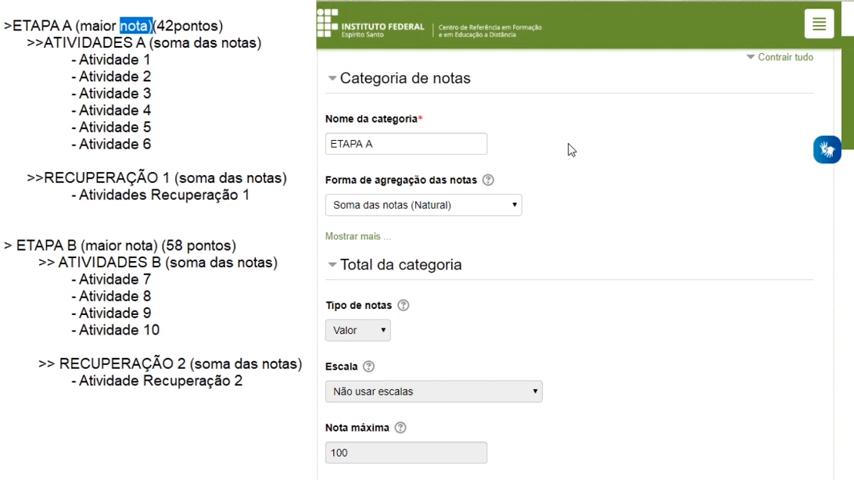 >ETAPA A (maior nota)(42pontos)
>>ATIVIDADES A (soma das notas)
- Atividade 1
- Atividade 2
- Atividade 3
- Atividade 4
- Atividade 5
- Atividade 6
>>RECUPERAÇÃO 1 (soma das notas)
- Atividades Recuperação 1
> ETAPA B (maior nota) (58 pontos)
>> ATIVIDADES B (soma das notas)
- Atividade 7
- Atividade 8
- Atividade 9
- Atividade 10
>> RECUPERAÇÃO 2 (soma das notas)
- Atividade Recuperação 2
INSTITUTO FEDERAL
Espírito Santo
Centro de Referência em Formação
e em Educação a Distância
Contrair tudo
Categoria de notas
Nome da categoria*
ETAPA A
Forma de agregação das notas
Soma das notas (Natural)
Mostrar mais ...
Total da categoria
Tipo de notas
Valor
Escala
Não usar escalas
Nota máxima
100